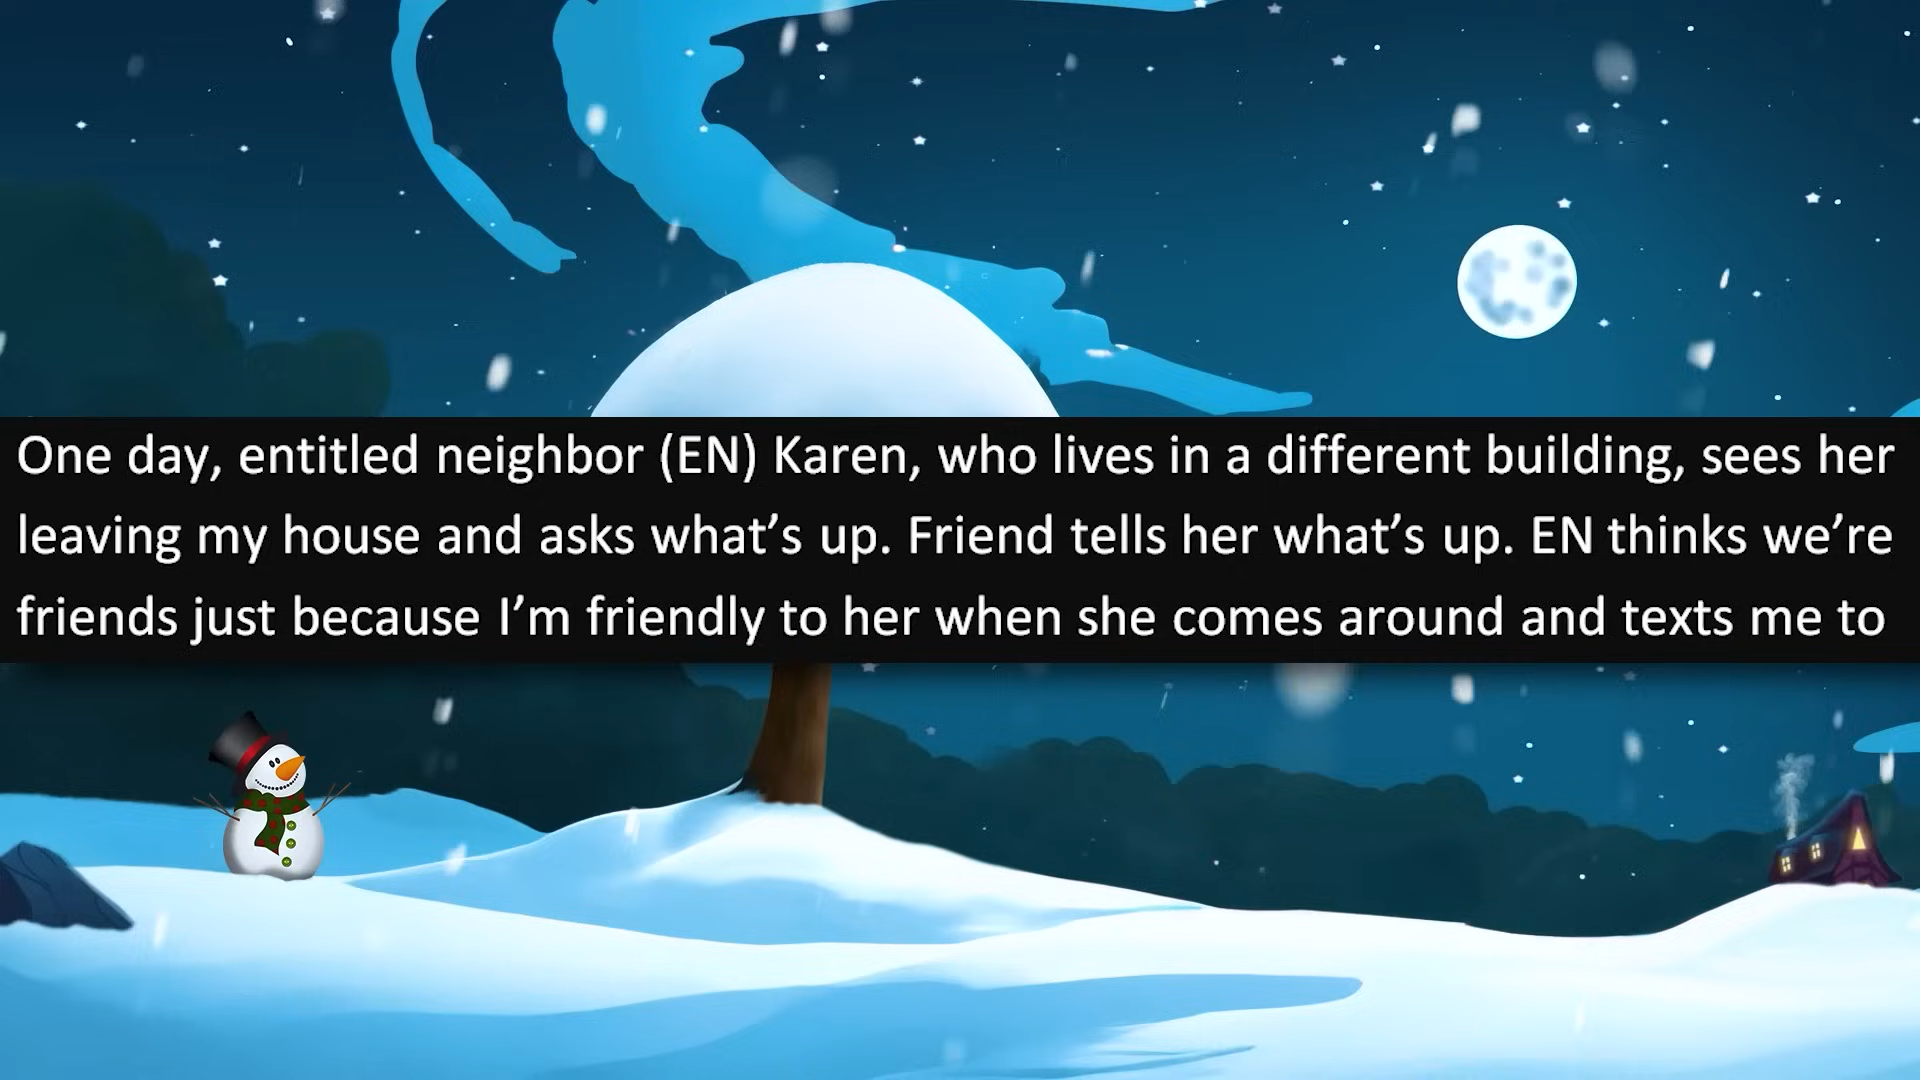 One day, entitled neighbor (EN) Karen, who lives in a different building, sees her
leaving my house and asks what’s up. Friend tells her what’s up. EN thinks we’re
friends just because I’m friendly to her when she comes around and texts me to